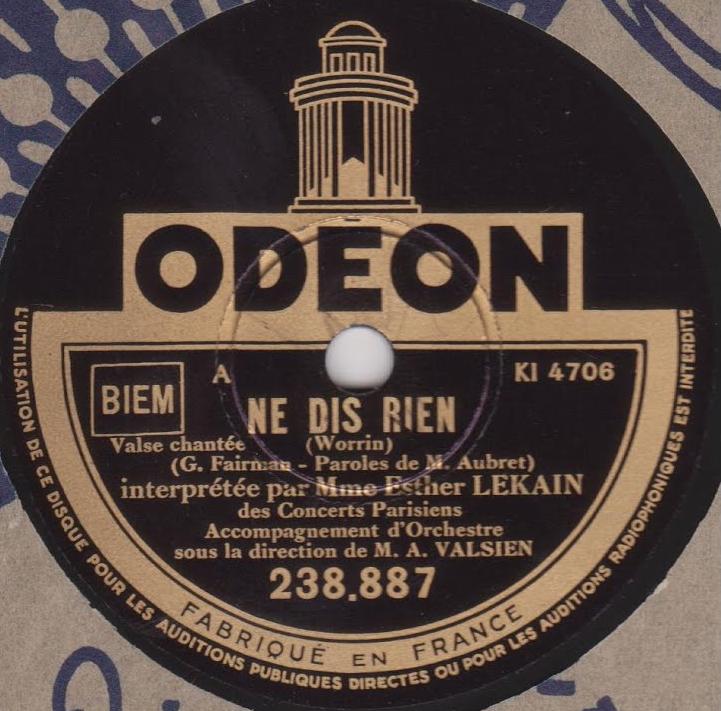 ODÉON
BIEM
A
KI 4706
NE DIS RIEN
Valse chantée (Worrin)
(G. Fairman - Paroles de M. Aubret)
interprétée par Mme Esther LEKAIN
des Concerts Parisiens
Accompagnement d'Orchestre
sous la direction de M. A. VALSIEN
238.887
FABRIQUÉ EN FRANCE
L'UTILISATION DE CE DISQUE POUR LES AUDITIONS PUBLIQUES DIRECTES OU POUR LES AUDITIONS RADIOPHONIQUES EST INTERDITE